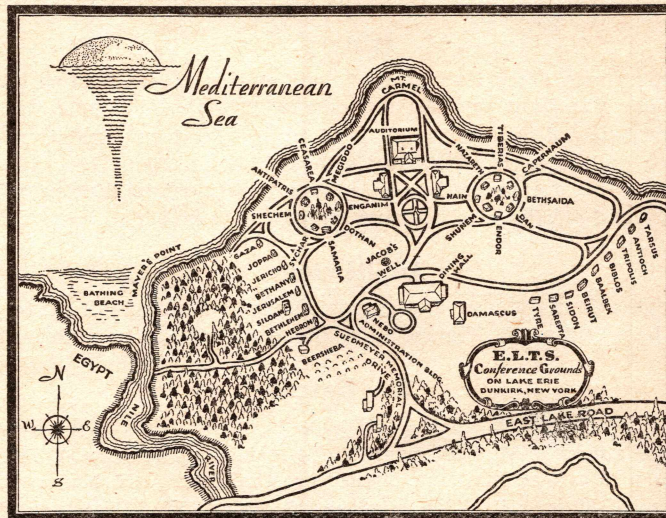 Mediterranean
Sea
MT.
CARMEL
AUDITORIUM
CEASAREA
MEGIDDO
NAZARETH
TIBERIAS
CAPERNAUM
ANTIPATRIS
SHECHEM
ENGANIM
NAIN
BETHSAIDA
SYCHAR
SAMARIA
DOTHAN
SHUNEM
ENDOR
DAN
JACOB'S
WELL
GAZA
JOPPA
JERICHO
BETHANY
JERUSALEM
SILOAM
BETHLEHEM
HEBRON
MAYER'S POINT
BATHING
BEACH
DINING
HALL
DAMASCUS
NEBO
ADMINISTRATION BLDG.
TARSUS
ANTIOCH
TRIPOLIS
BIBLOS
BAALBEK
BEIRUT
SIDON
SAREPTA
TYRE
BEERSHEBA
SUEDMEYER MEMORIAL
DRIVE
EGYPT
NILE
RIVER
N
W
E
S
E.L.T.S.
Conference Grounds
ON LAKE ERIE
DUNKIRK, NEW YORK
EAST LAKE ROAD